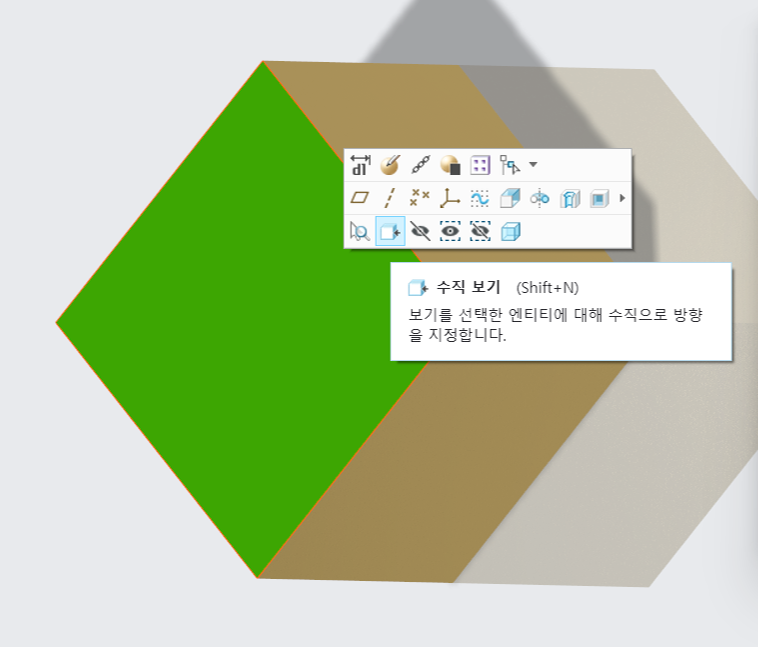 d1
수직 보기 (Shift+N)
보기를 선택한 엔티티에 대해 수직으로 방향
을 지정합니다.